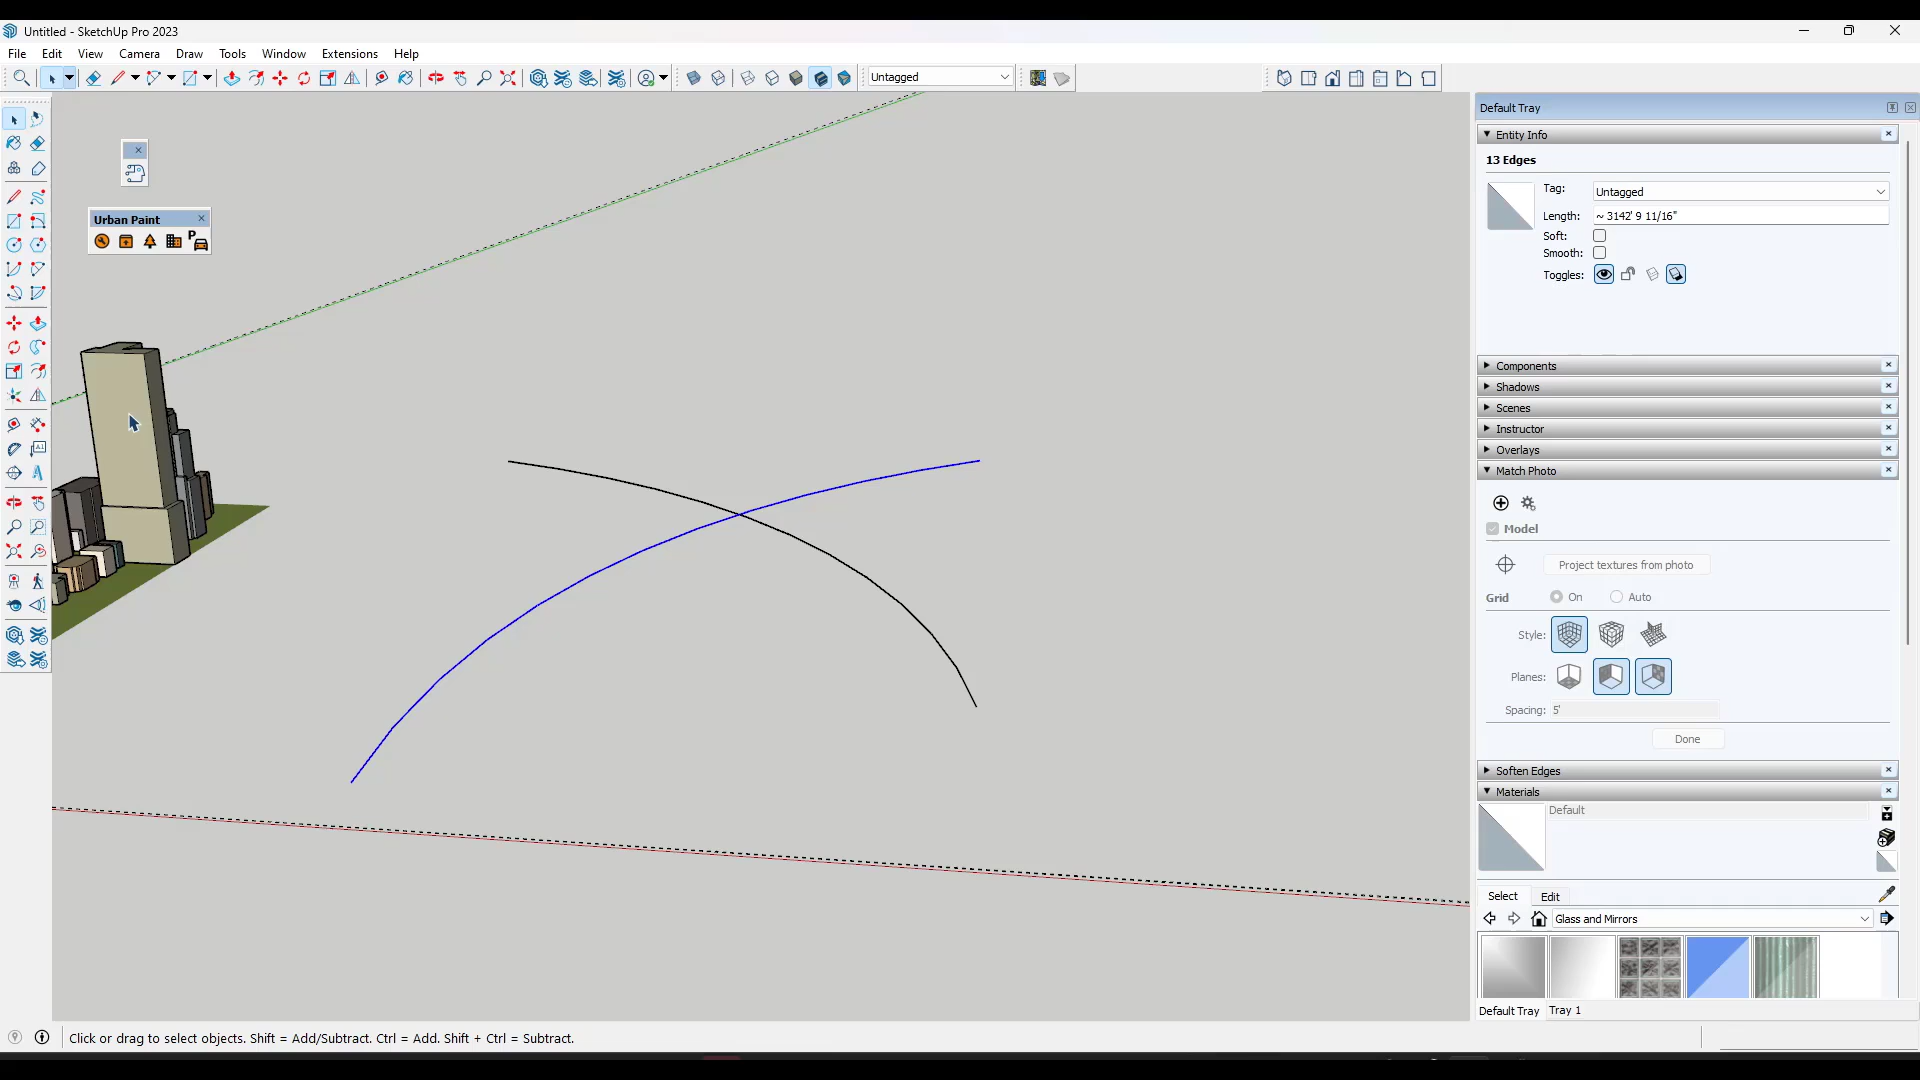 Untitled - SketchUp Pro 2023
File Edit View Camera Draw Tools Window Extensions Help
Untagged
Default Tray
Entity Info
13 Edges
Tag: Untagged
Length: ~ 3142' 9 11/16"
Soft:
Smooth:
Toggles:
Urban Paint
P
A1
A
Components
Shadows
Scenes
Instructor
Overlays
Match Photo
Model
Project textures from photo
Grid On Auto
Style:
Planes:
Spacing: 5'
Done
Soften Edges
Materials
Default
Select Edit
Glass and Mirrors
Default Tray Tray 1
Click or drag to select objects. Shift = Add/Subtract. Ctrl = Add. Shift + Ctrl = Subtract.